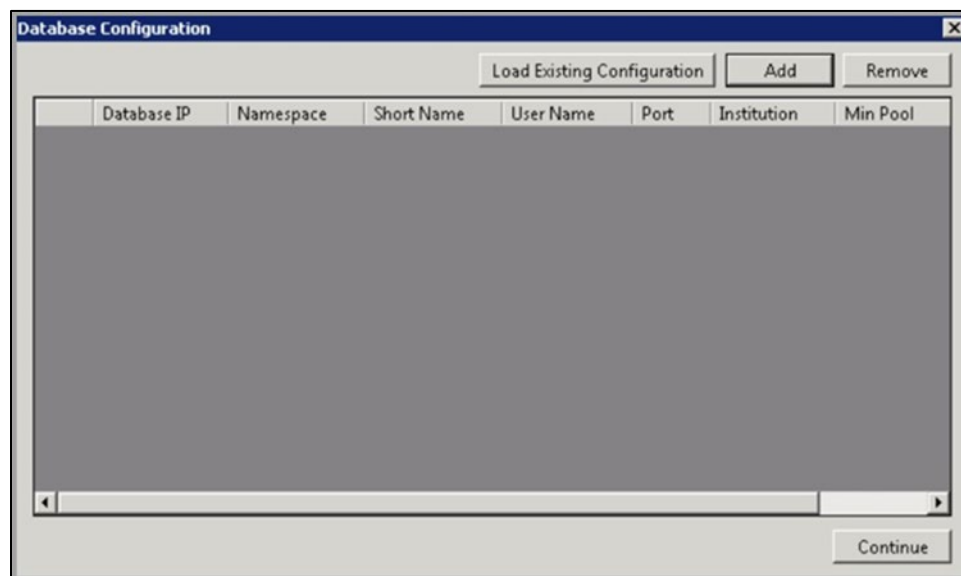 Database Configuration
Load Existing Configuration Add Remove
Database IP Namespace Short Name User Name Port Institution Min Pool
Continue